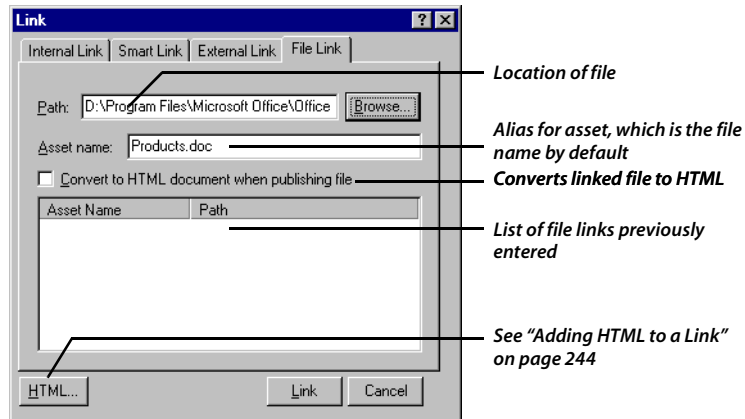 Link
Internal Link Smart Link External Link File Link
Location of file
Path: D:\Program Files\Microsoft Office\Office Browse...
Alias for asset, which is the file
name by default
Asset name: Products.doc
Convert to HTML document when publishing file
Converts linked file to HTML
Asset Name Path
List of file links previously
entered
See “Adding HTML to a Link”
on page 244
HTML... Link Cancel